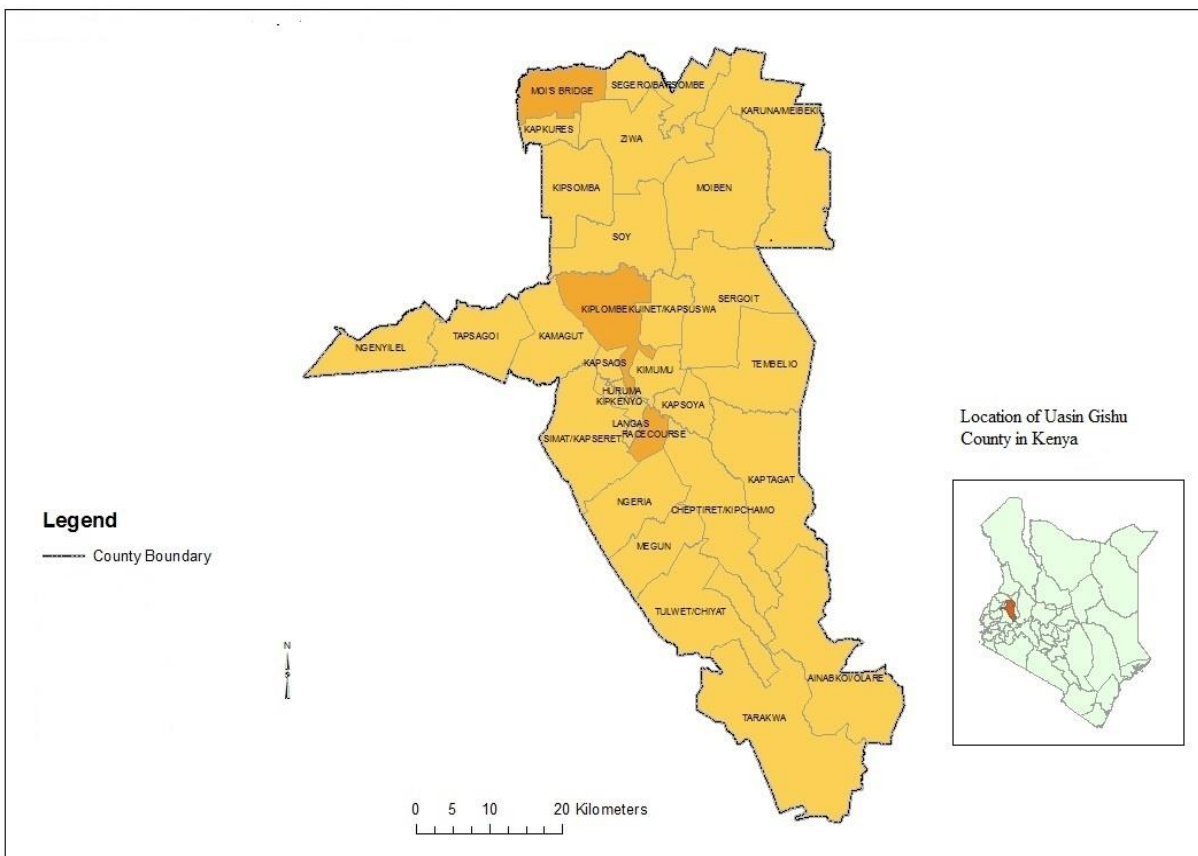 MOI'S BRIDGE
SEGERO/BARSOMBE
KARUNA/MEIBEKI
KAPKURES
ZIWA
KIPSOMBA
MOIBEN
SOY
SERGOIT
KIPLOMBE
KUINET/KAPSUSWA
NGENYILEL
TAPSAGOI
KAMAGUT
KAPSAOS
KIMUMU
TEMBELIO
HURUMA
KIPKENYO
KAPSOYA
LANGAS
RACECOURSE
SIMAT/KAPSERET
KAPTAGAT
NGERIA
CHEPTIRET/KIPCHAMO
MEGUN
TULWET/CHIYAT
AINABKOI/OLARE
TARAKWA
Legend
County Boundary
N
0 5 10 20 Kilometers
Location of Uasin Gishu
County in Kenya